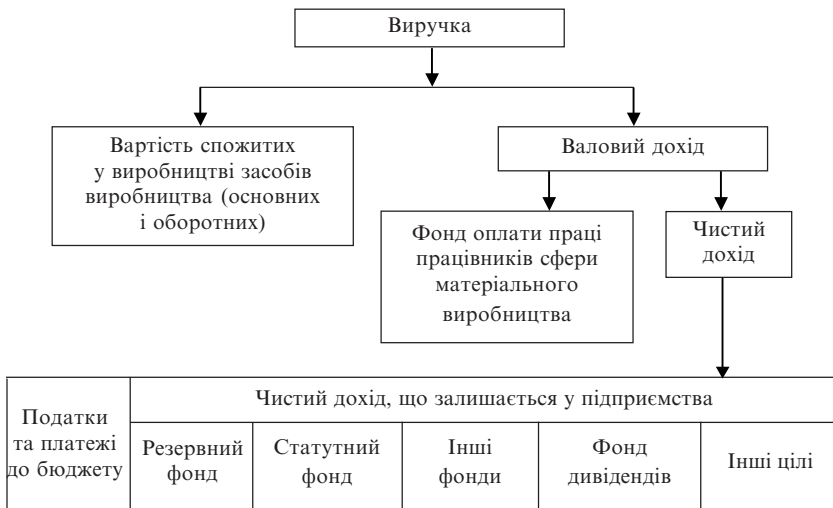 Виручка
Вартість спожитих
у виробництві засобів
виробництва (основних
і оборотних)
Валовий дохід
Фонд оплати праці
працівників сфери
матеріального
виробництва
Чистий
дохід
Податки
та платежі
до бюджету
Чистий дохід, що залишається у підприємства
Резервний
фонд
Статутний
фонд
Інші
фонди
Фонд
дивідендів
Інші цілі